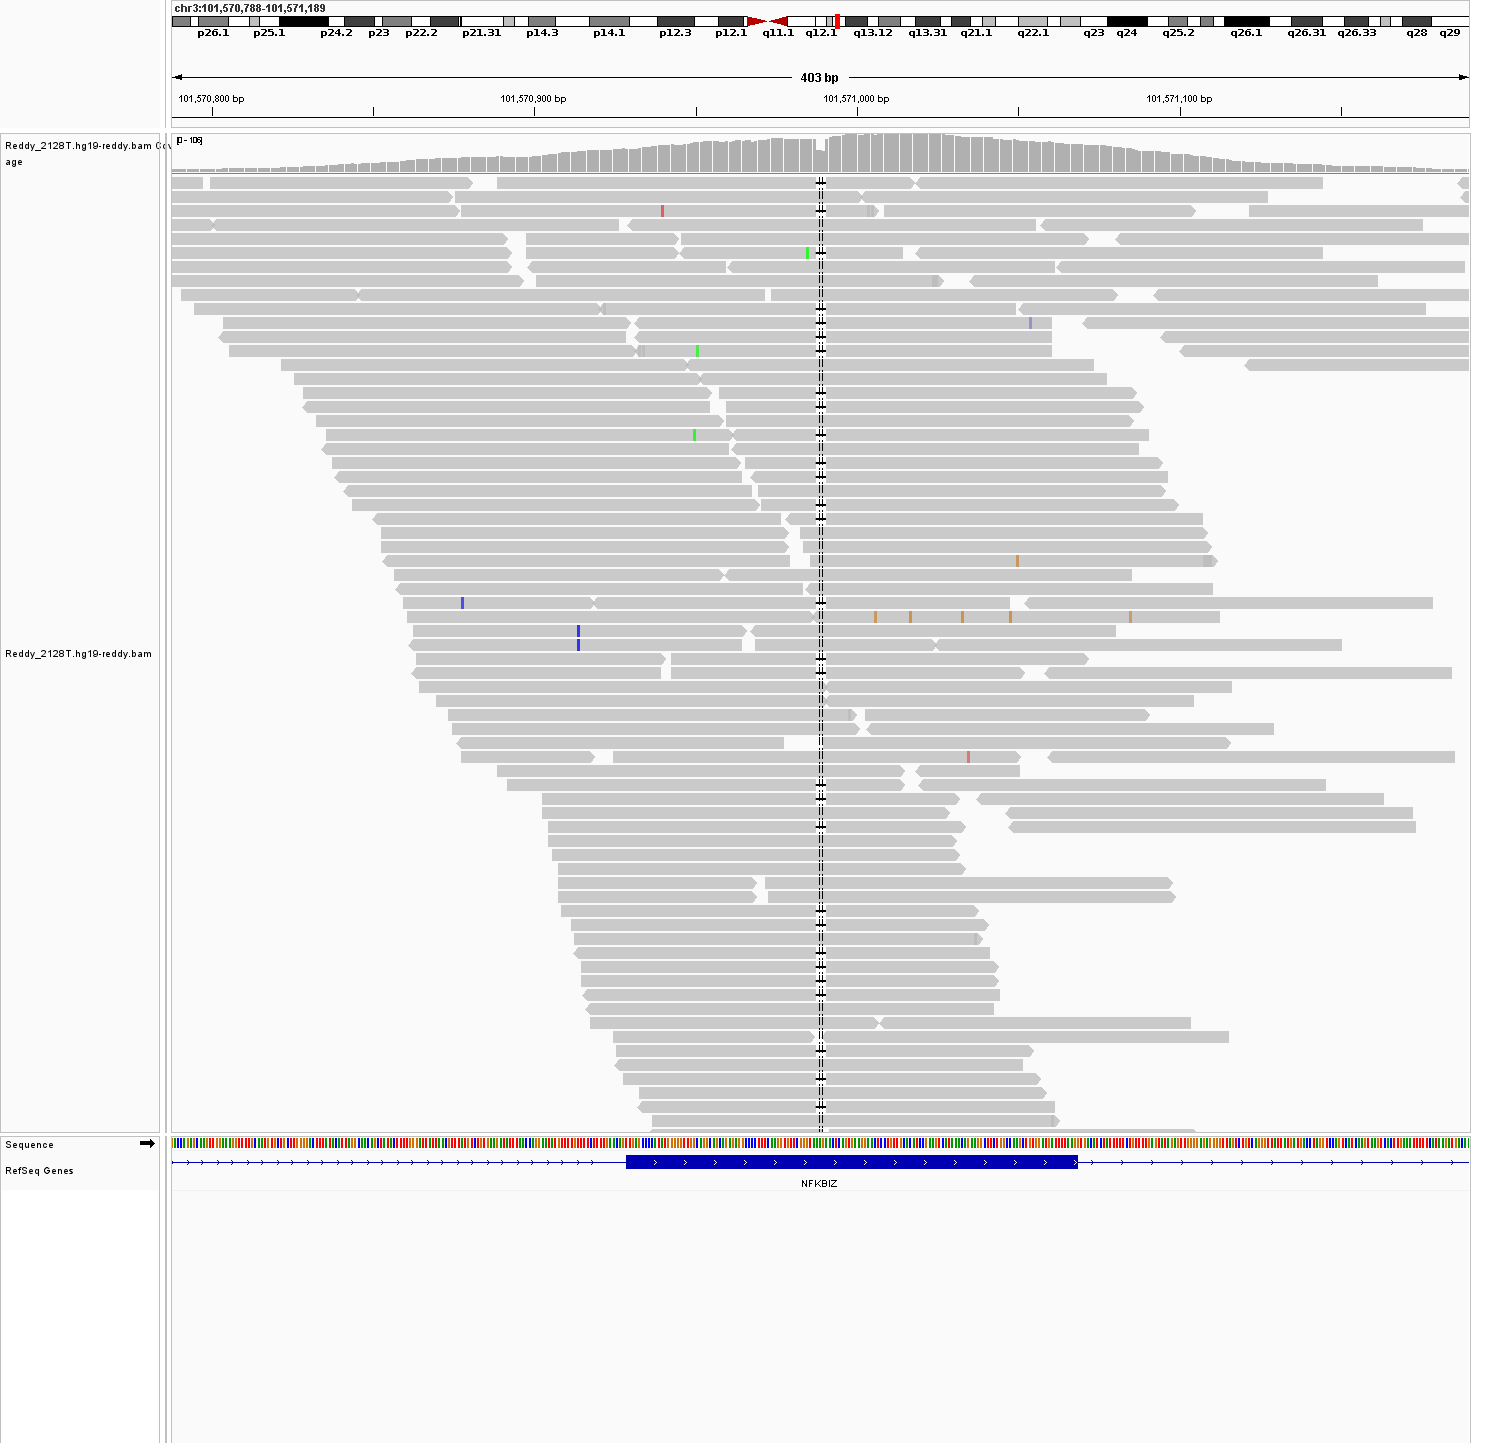 chr3:101,570,788-101,571,189
p26.1 p25.1 p24.2 p23 p22.2 p21.31 p14.3 p14.1 p12.3 p12.1 q11.1 q12.1 q13.12 q13.31 q21.1 q22.1 q23 q24 q25.2 q26.1 q26.31 q26.33 q28 q29
403 bp
101,570,800 bp 101,570,900 bp 101,571,000 bp 101,571,100 bp
[0 - 106]
Reddy_2128T.hg19-reddy.bam Cov
age
Reddy_2128T.hg19-reddy.bam
Sequence
RefSeq Genes
NFKBIZ